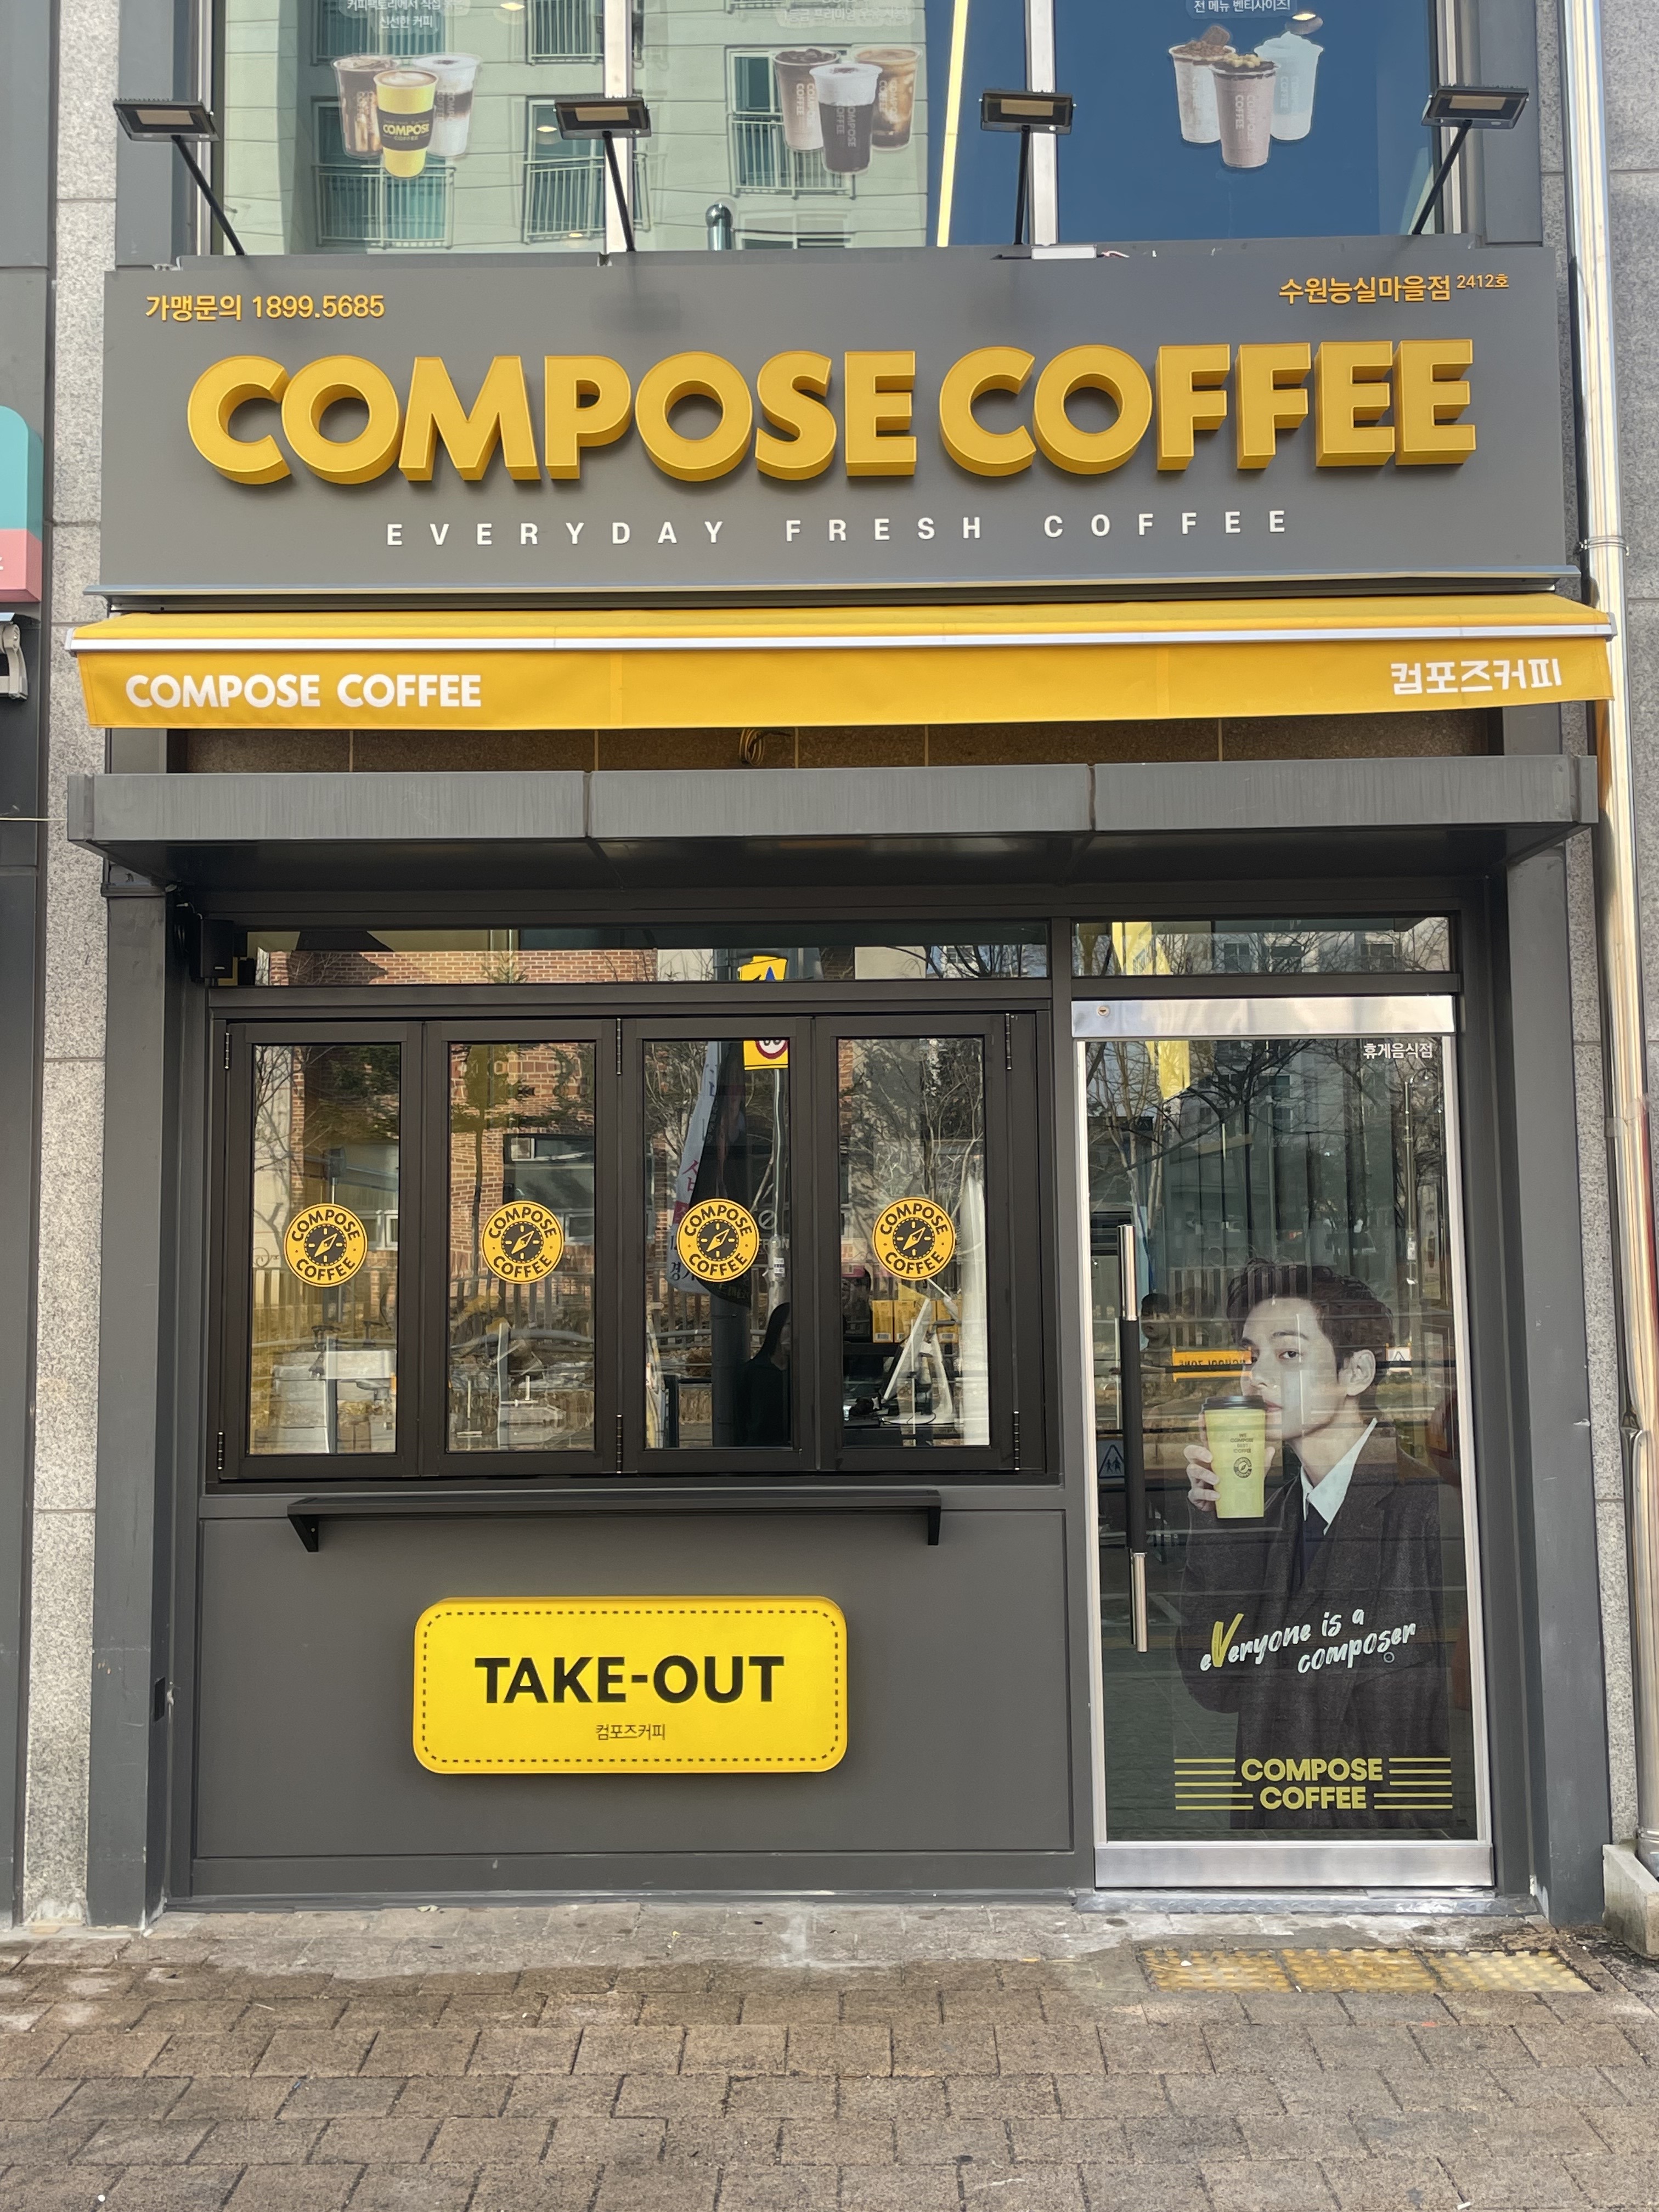 커피팩토리에서 직접
신선한 커피
전 메뉴 벤티사이즈!
COMPOSE
COFFEE
가맹문의 1899.5685
수원능실마을점 2412호
COMPOSE COFFEE
EVERYDAY FRESH COFFEE
COMPOSE COFFEE
컴포즈커피
휴게음식점
COMPOSE COFFEE
COMPOSE COFFEE
COMPOSE COFFEE
COMPOSE COFFEE
eVeryone is a
composer
TAKE-OUT
컴포즈커피
COMPOSE
COFFEE